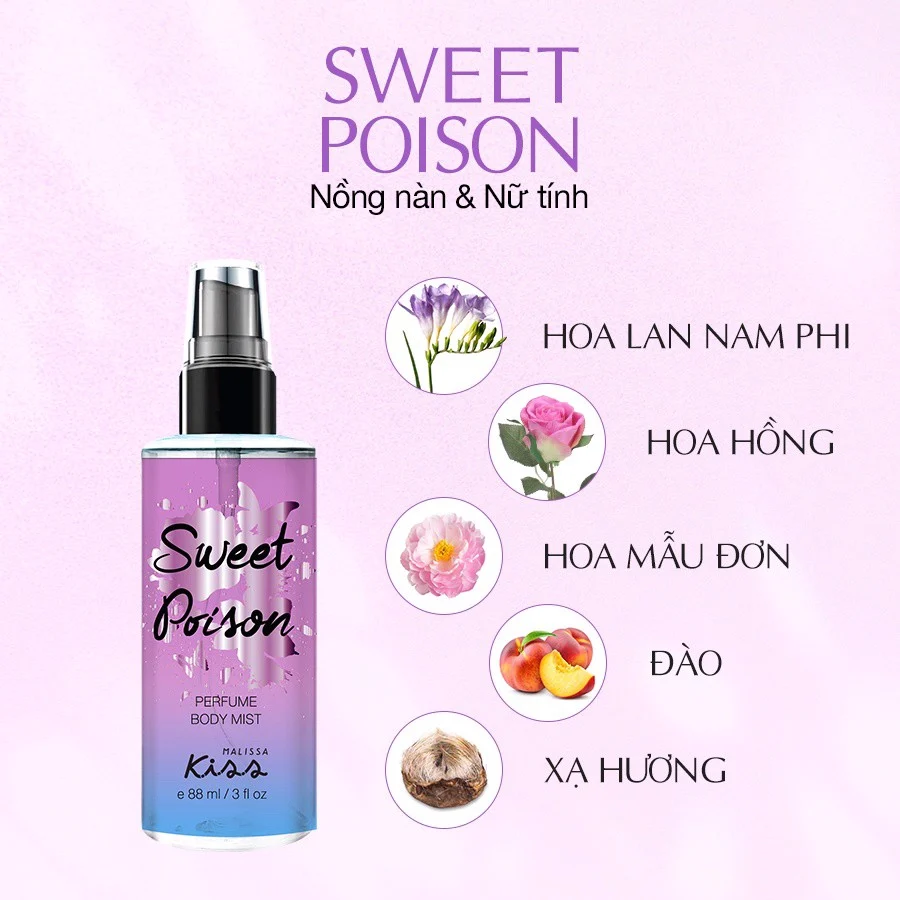 SWEET
POISON
Nồng nàn & Nữ tính
HOA LAN NAM PHI
HOA HỒNG
HOA MẪU ĐƠN
ĐÀO
XẠ HƯƠNG
Sweet
Poison
PERFUME
BODY MIST
MALISSA
Kiss
e 88 ml / 3 fl oz